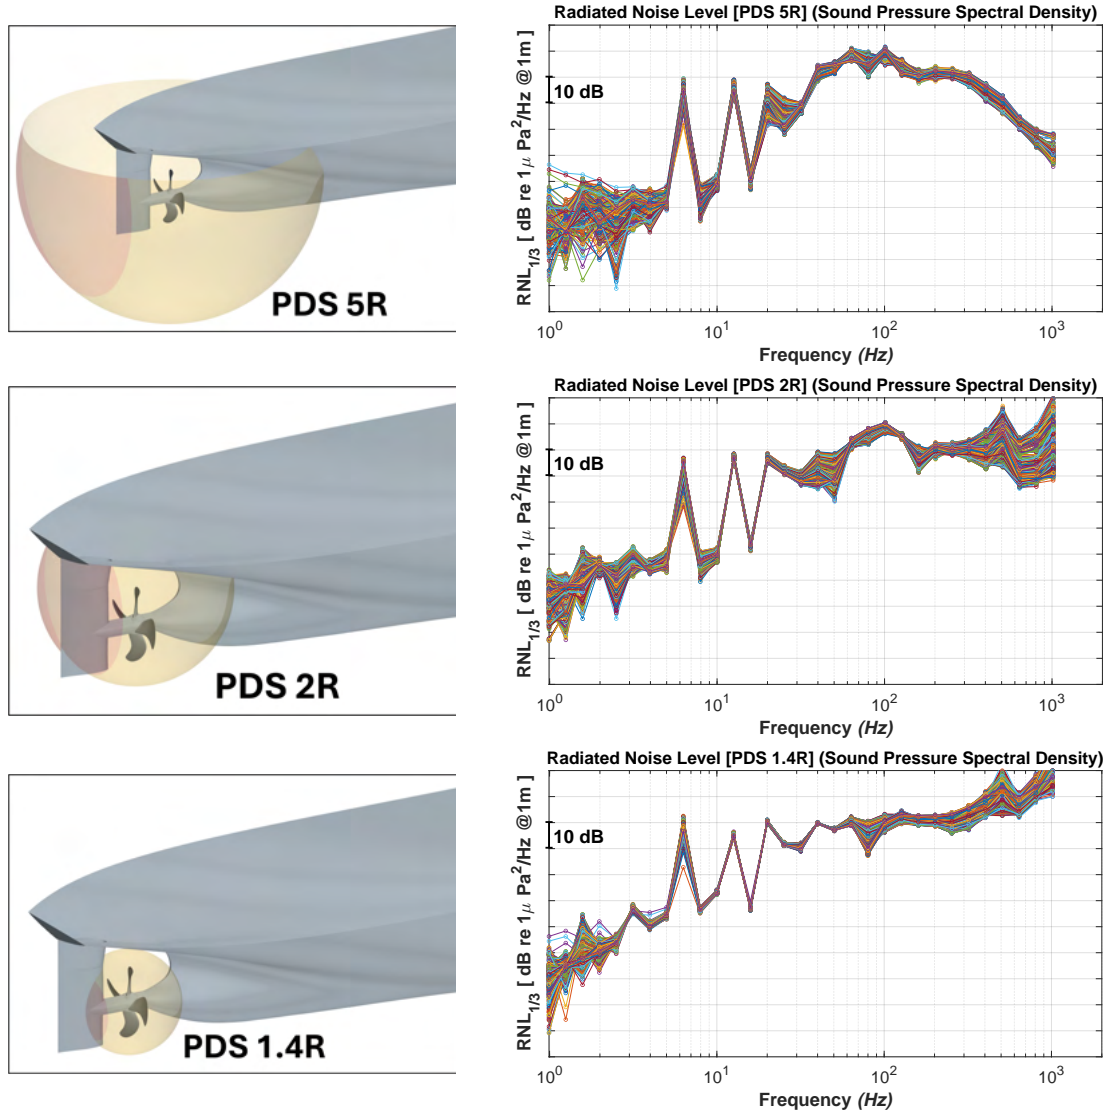 Radiated Noise Level [PDS 5R] (Sound Pressure Spectral Density)
RNL1/3 [ dB re 1μ Pa2/Hz @1m ]
10 dB
PDS 5R
10^0 10^1 10^2 10^3
Frequency (Hz)
Radiated Noise Level [PDS 2R] (Sound Pressure Spectral Density)
RNL1/3 [ dB re 1μ Pa2/Hz @1m ]
10 dB
PDS 2R
10^0 10^1 10^2 10^3
Frequency (Hz)
Radiated Noise Level [PDS 1.4R] (Sound Pressure Spectral Density)
RNL1/3 [ dB re 1μ Pa2/Hz @1m ]
10 dB
PDS 1.4R
10^0 10^1 10^2 10^3
Frequency (Hz)